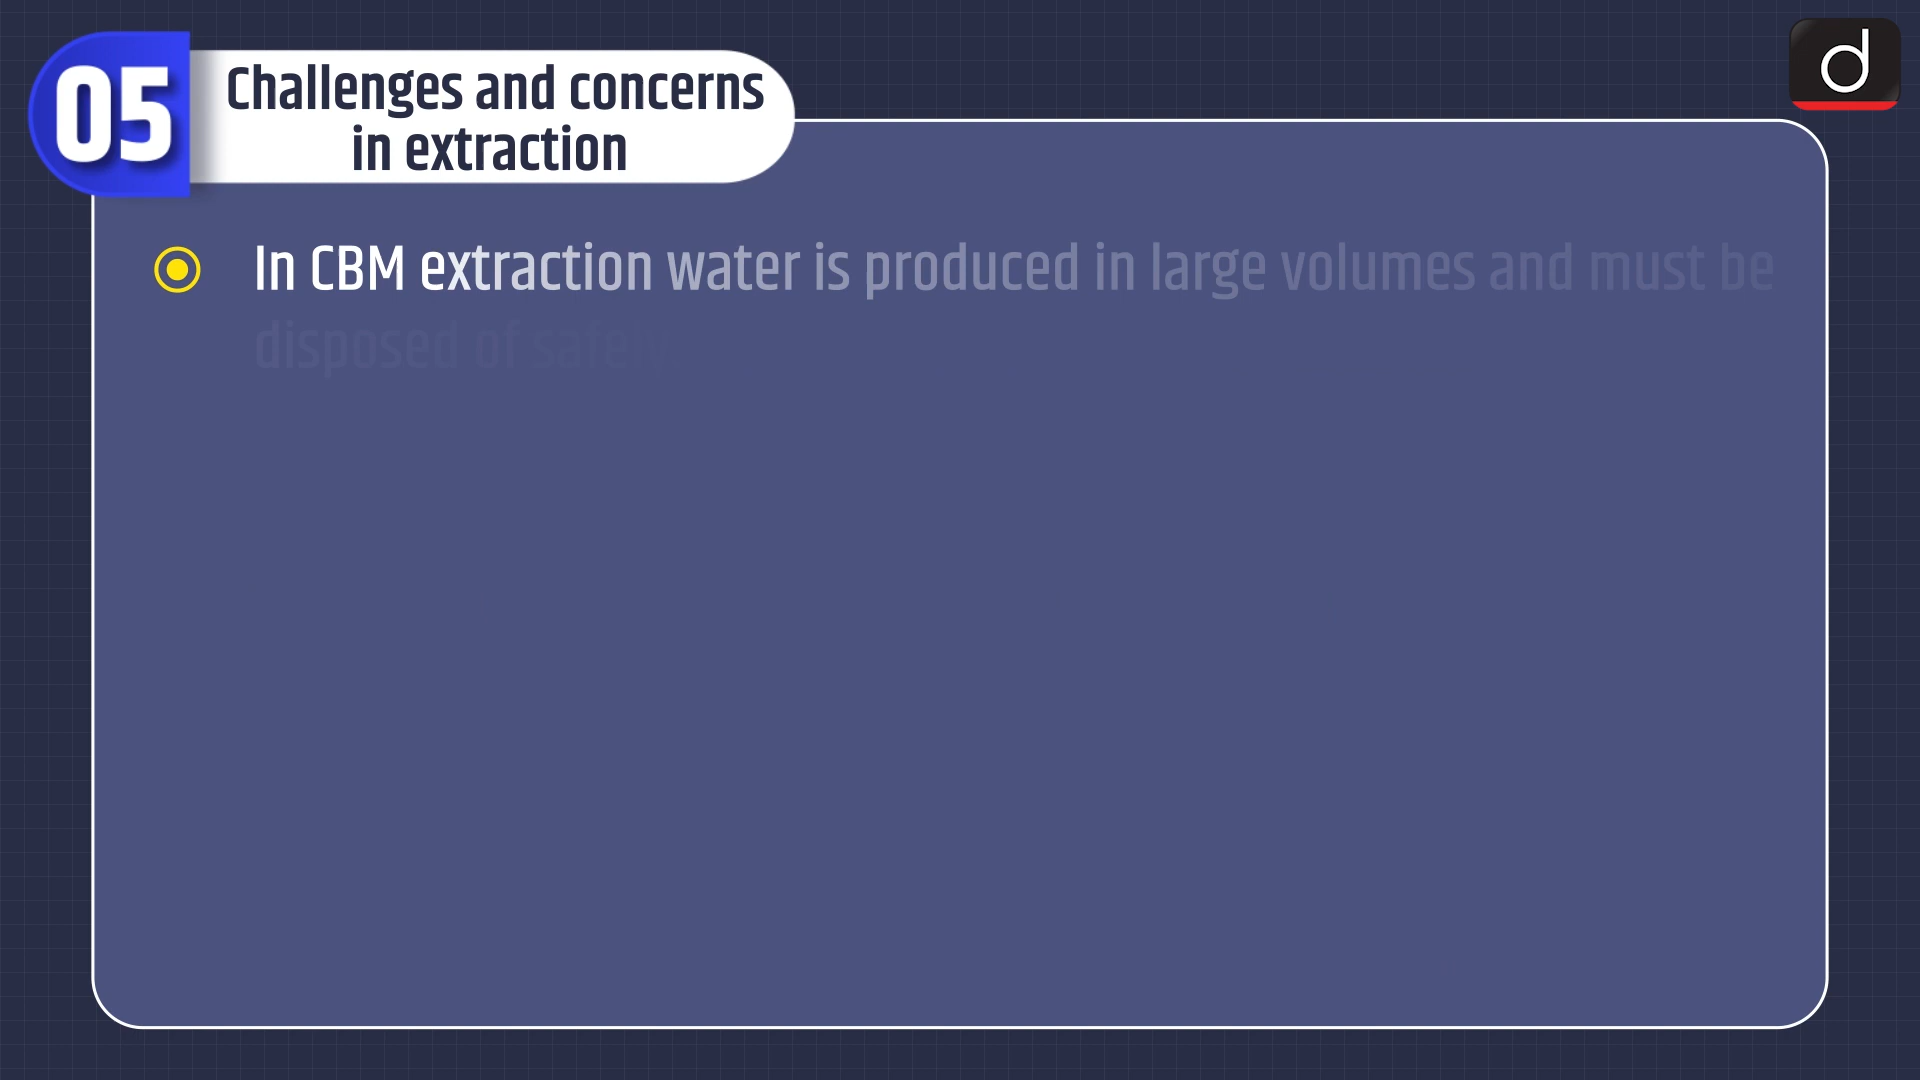 05
Challenges and concerns
in extraction
In CBM extraction water is produced in large volumes and must be
disposed of safely.
d